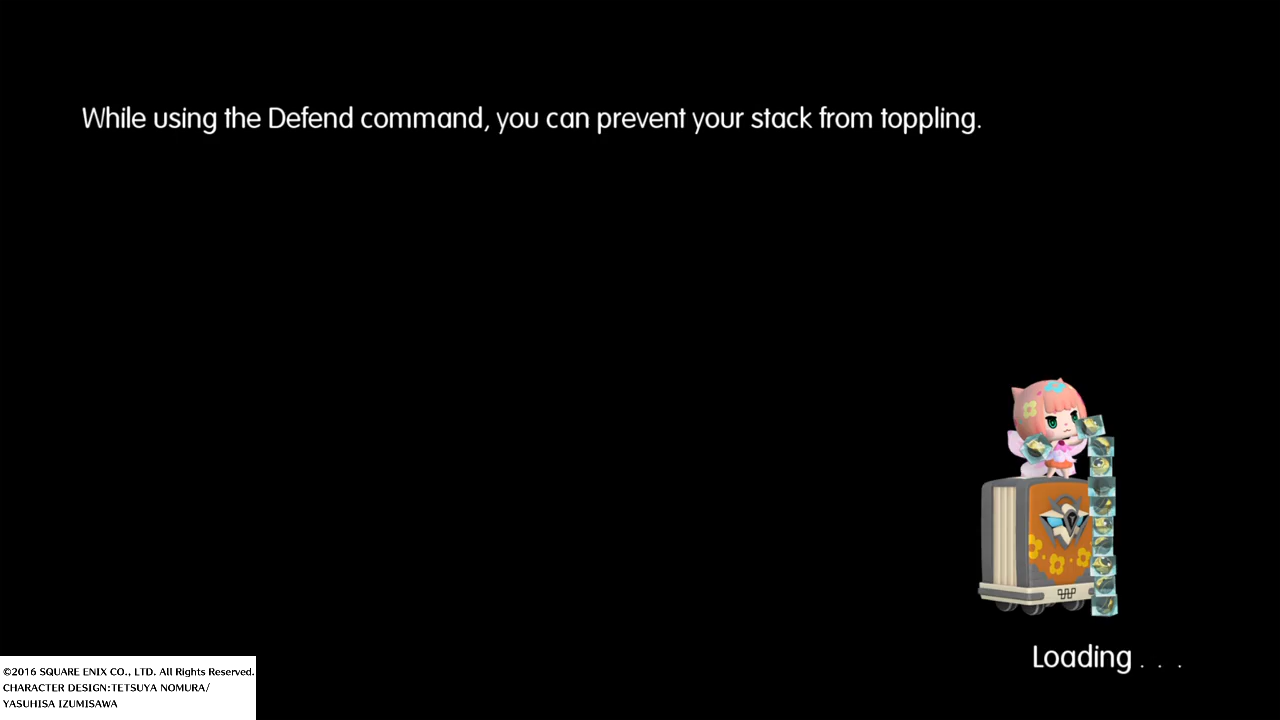 While using the Defend command, you can prevent your stack from toppling.
Loading . . .
©2016 SQUARE ENIX CO., LTD. All Rights Reserved.
CHARACTER DESIGN:TETSUYA NOMURA/
YASUHISA IZUMISAWA